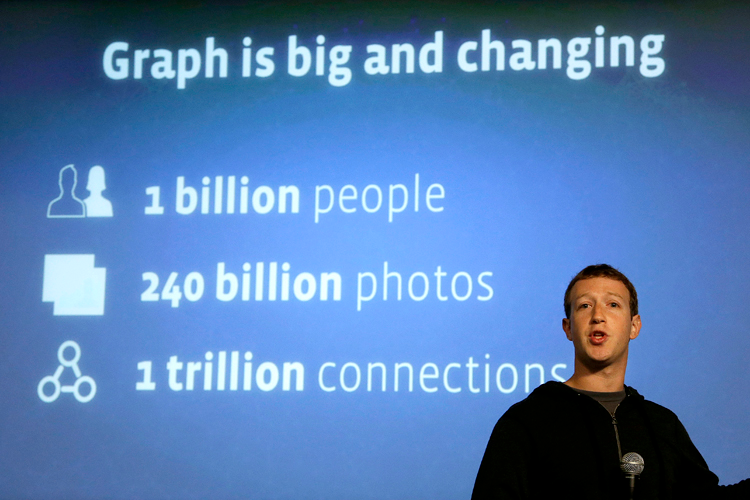 Graph is big and changing
1 billion people
240 billion photos
1 trillion connections